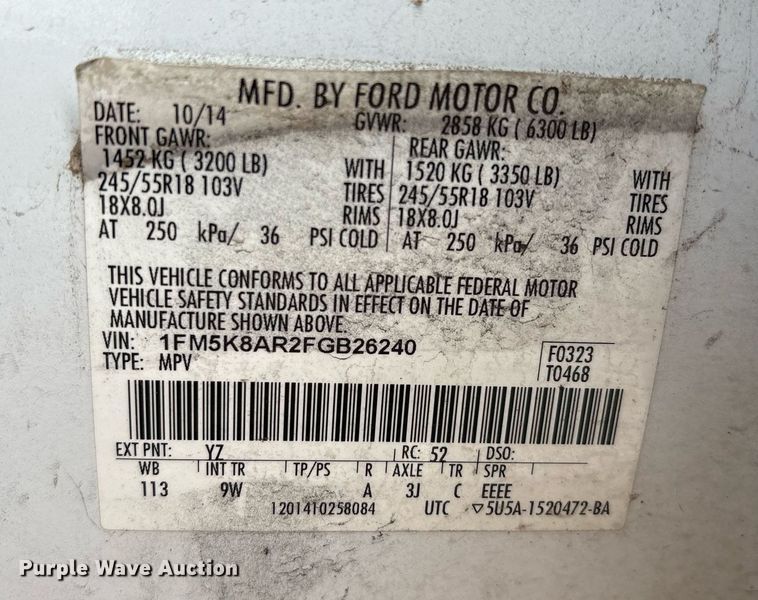 MFD. BY FORD MOTOR CO.
DATE: 10/14 GVWR: 2858 KG ( 6300 LB)
FRONT GAWR: REAR GAWR:
1452 KG ( 3200 LB) WITH 1520 KG ( 3350 LB) WITH
245/55R18 103V TIRES 245/55R18 103V TIRES
18X8.0J RIMS 18X8.0J RIMS
AT 250 kPa/ 36 PSI COLD AT 250 kPa/ 36 PSI COLD
THIS VEHICLE CONFORMS TO ALL APPLICABLE FEDERAL MOTOR
VEHICLE SAFETY STANDARDS IN EFFECT ON THE DATE OF
MANUFACTURE SHOWN ABOVE.
VIN: 1FM5K8AR2FGB26240 F0323
TYPE: MPV T0468
EXT PNT: YZ RC: 52 DSO:
WB INT TR TP/PS R AXLE TR SPR
113 9W A 3J C EEEE
1201410258084 UTC ▽5U5A-1520472-BA
Purple Wave Auction